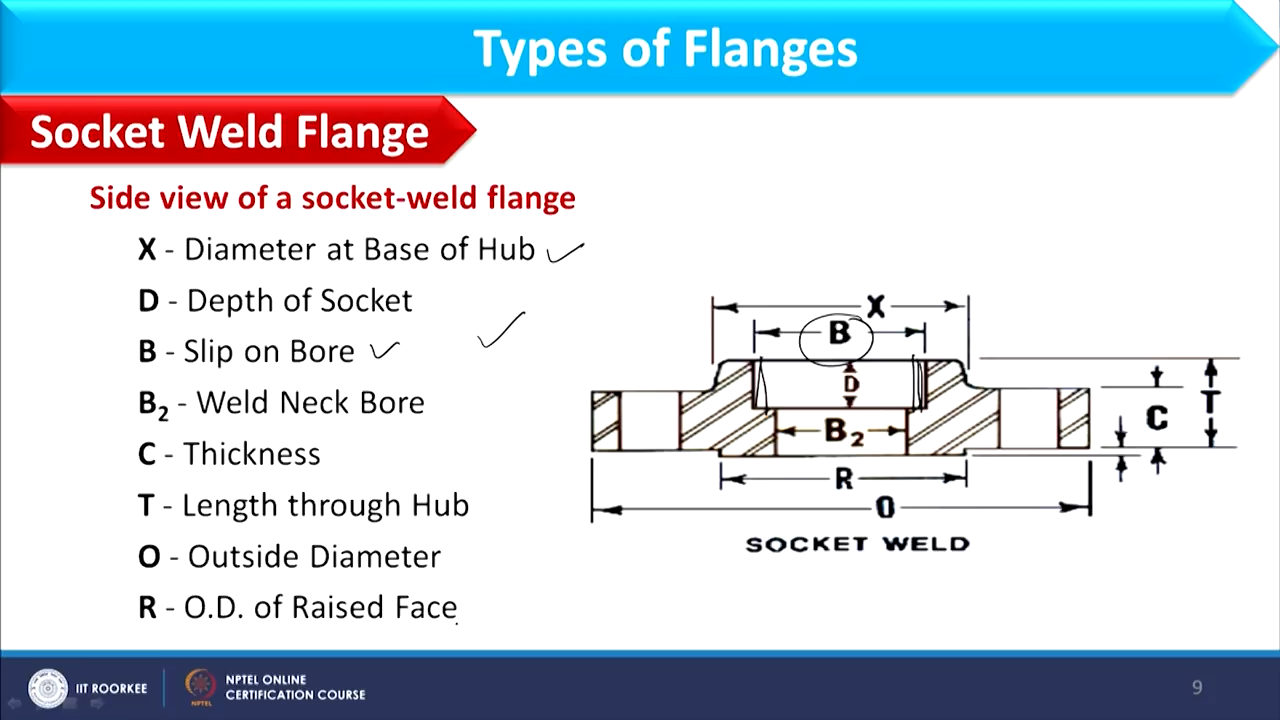 Types of Flanges
Socket Weld Flange
Side view of a socket-weld flange
X - Diameter at Base of Hub
D - Depth of Socket
B - Slip on Bore
B2 - Weld Neck Bore
C - Thickness
T - Length through Hub
O - Outside Diameter
R - O.D. of Raised Face
X
B
D
B2
C
T
R
O
SOCKET WELD
IIT ROORKEE
NPTEL
NPTEL ONLINE
CERTIFICATION COURSE
9